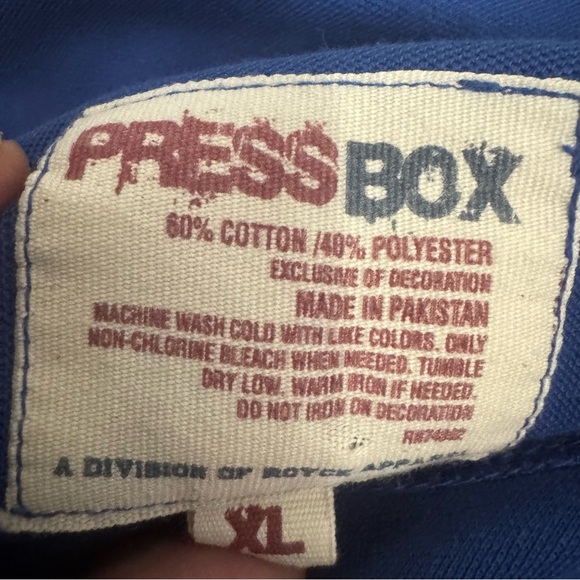 PRESS BOX
60% COTTON /40% POLYESTER
EXCLUSIVE OF DECORATION
MADE IN PAKISTAN
MACHINE WASH COLD WITH LIKE COLORS. ONLY
NON-CHLORINE BLEACH WHEN NEEDED. TUMBLE
DRY LOW. WARM IRON IF NEEDED.
DO NOT IRON ON DECORATION
A DIVISION OF ROYCE APPAREL
XL